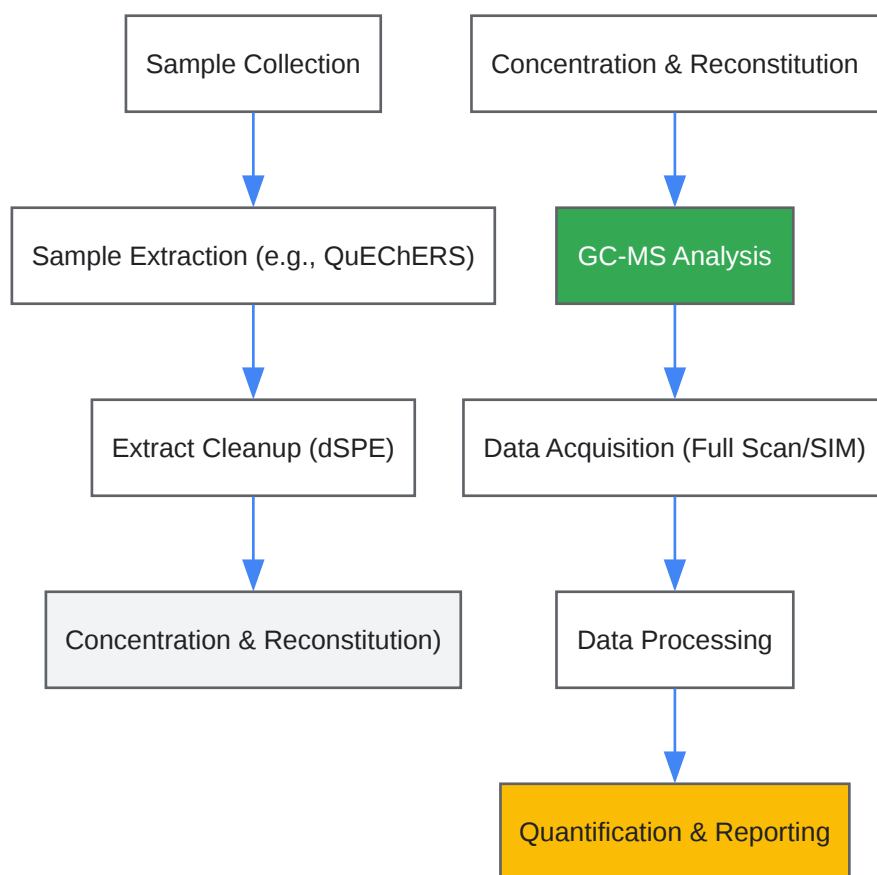 Sample Collection
Sample Extraction (e.g., QuEChERS)
Extract Cleanup (dSPE)
Concentration & Reconstitution)
Concentration & Reconstitution
GC-MS Analysis
Data Acquisition (Full Scan/SIM)
Data Processing
Quantification & Reporting